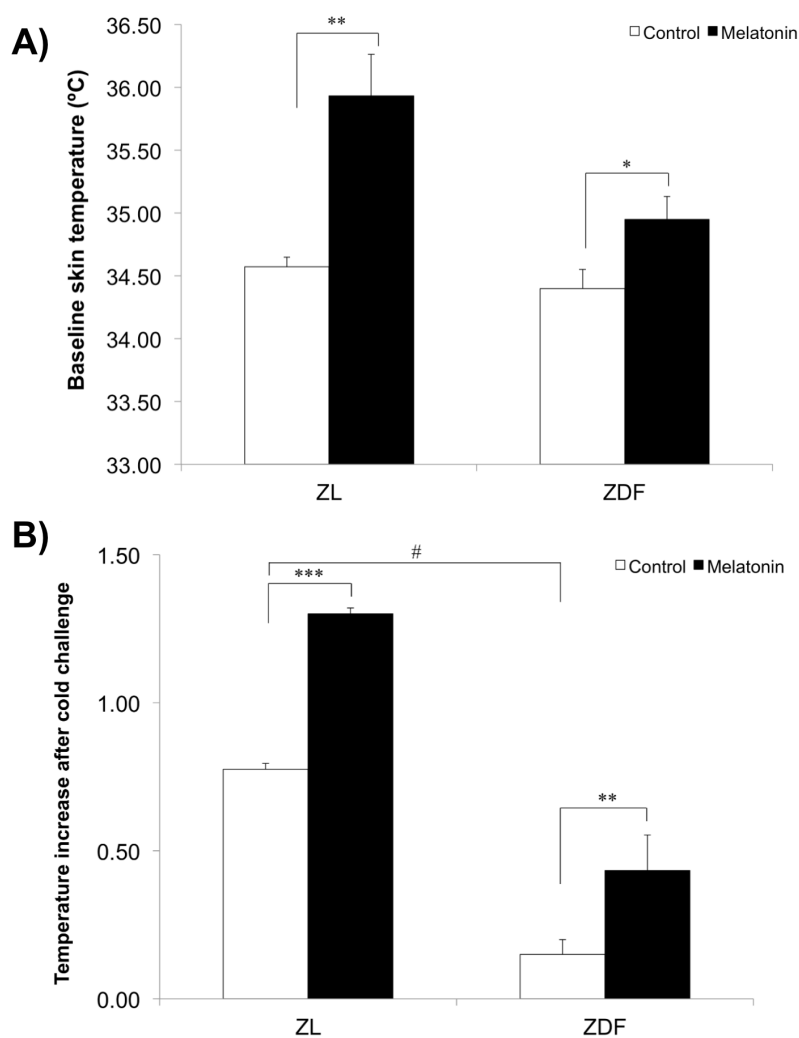 A)
Baseline skin temperature (ºC)
36.50
36.00
35.50
35.00
34.50
34.00
33.50
33.00
**
*
Control Melatonin
ZL ZDF
B)
Temperature increase after cold challenge
1.50
1.00
0.50
0.00
#
***
**
Control Melatonin
ZL ZDF